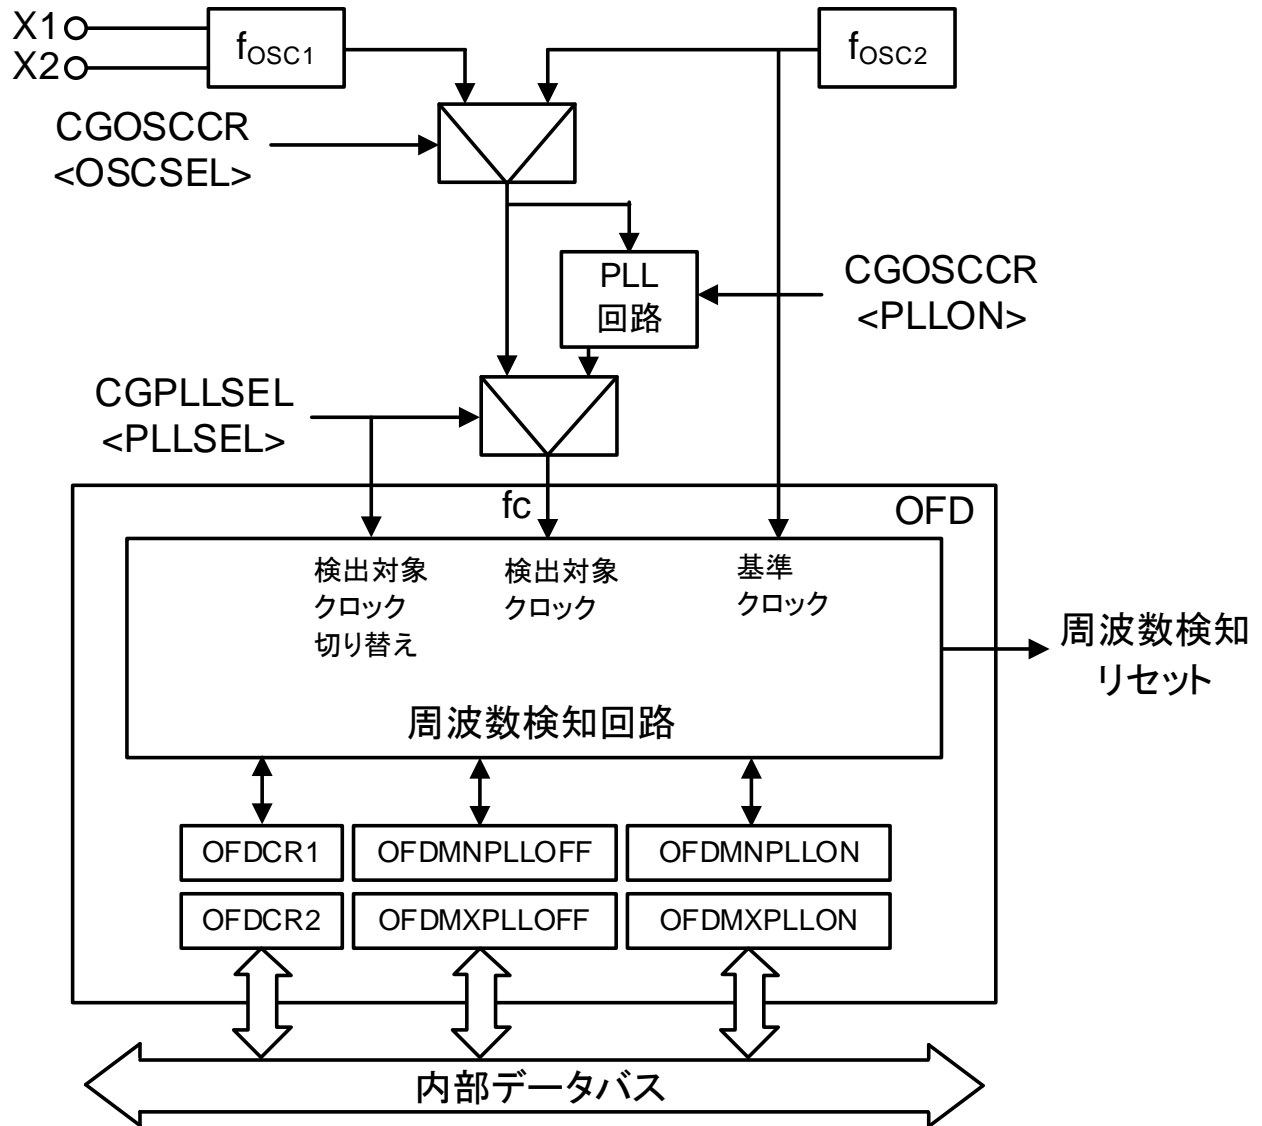 X1
X2
fOSC1
fOSC2
CGOSCCR
<OSCSEL>
PLL
回路
CGOSCCR
<PLLON>
CGPLLSEL
<PLLSEL>
fc
OFD
検出対象
クロック
切り替え
検出対象
クロック
基準
クロック
周波数検知回路
周波数検知
リセット
OFDCR1
OFDMNPLLOFF
OFDMNPLLON
OFDCR2
OFDMXPLLOFF
OFDMXPLLON
内部データバス